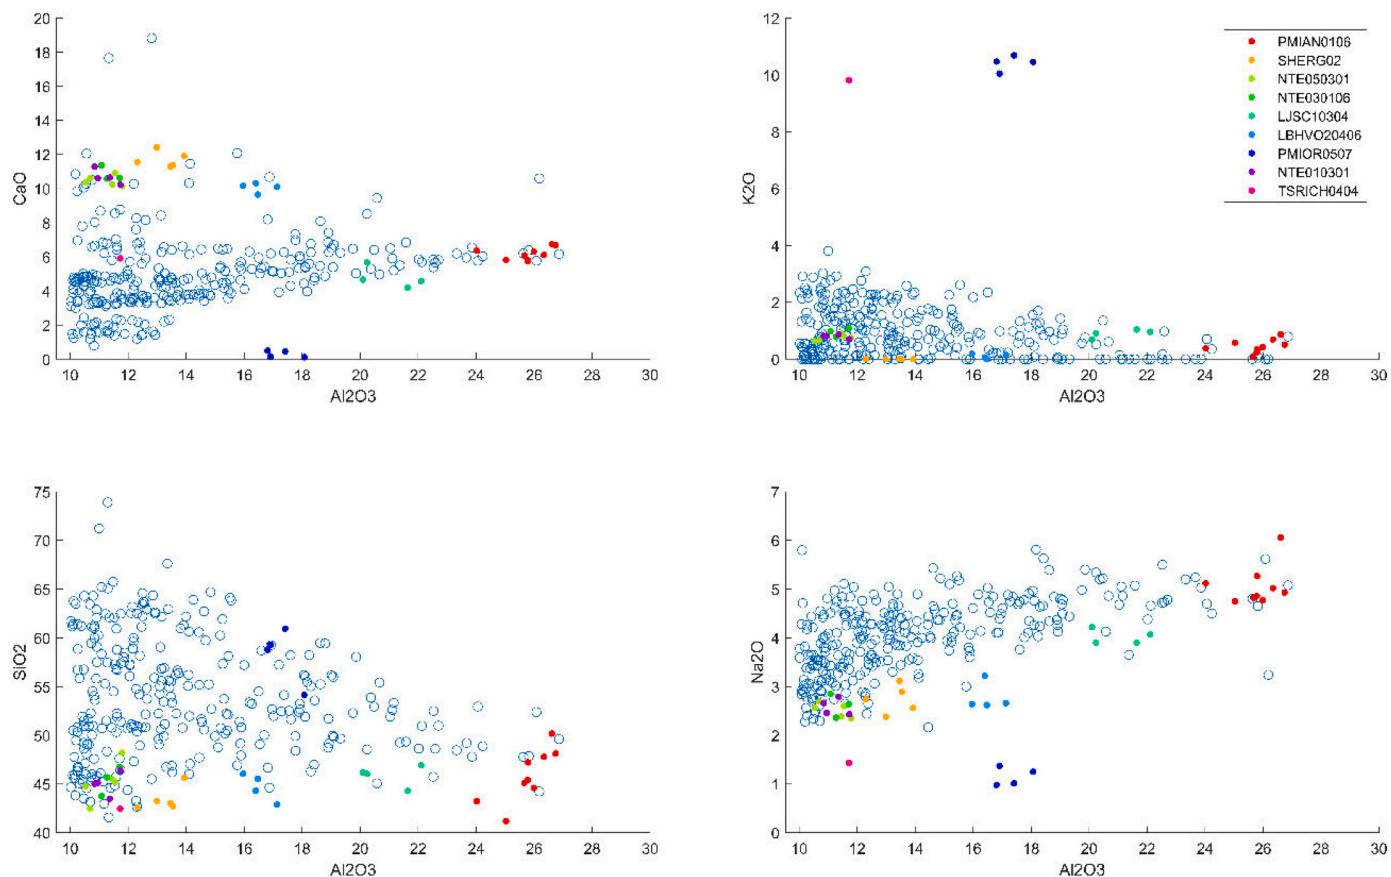 20
18
16
14
12
10
8
6
4
2
0
CaO
10 12 14 16 18 20 22 24 26 28 30
Al2O3
12
10
8
6
4
2
0
K2O
10 12 14 16 18 20 22 24 26 28 30
Al2O3
PMIAN0106
SHERG02
NTE050301
NTE030106
LJSC10304
LBHVO20406
PMIOR0507
NTE010301
TSRICH0404
75
70
65
60
55
50
45
40
SiO2
10 12 14 16 18 20 22 24 26 28 30
Al2O3
7
6
5
4
3
2
1
0
Na2O
10 12 14 16 18 20 22 24 26 28 30
Al2O3